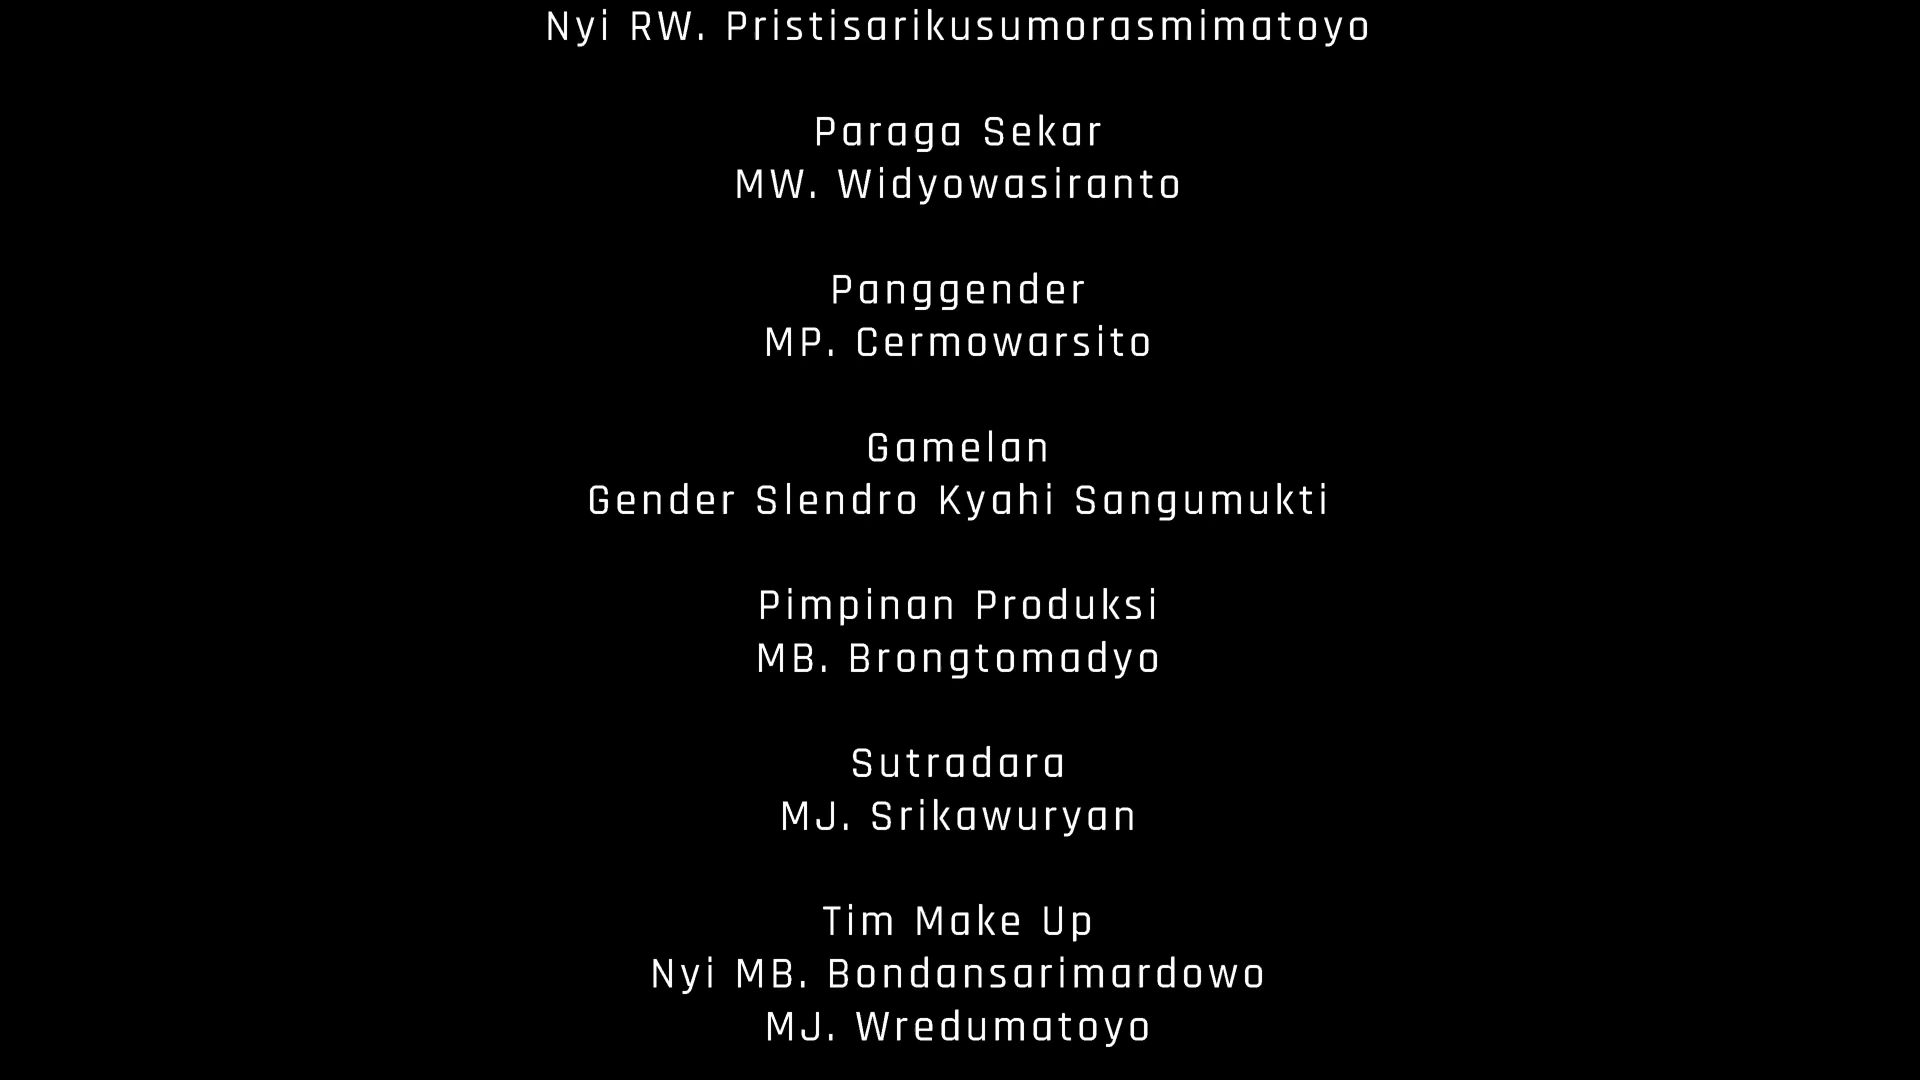 Nyi RW. Pristisarikusumorasmimatoyo
Paraga Sekar
MW. Widyowasiranto
Panggender
MP. Cermowarsito
Gamelan
Gender Slendro Kyahi Sangumukti
Pimpinan Produksi
MB. Brongtomadyo
Sutradara
MJ. Srikawuryan
Tim Make Up
Nyi MB. Bondansarimardowo
MJ. Wredumatoyo